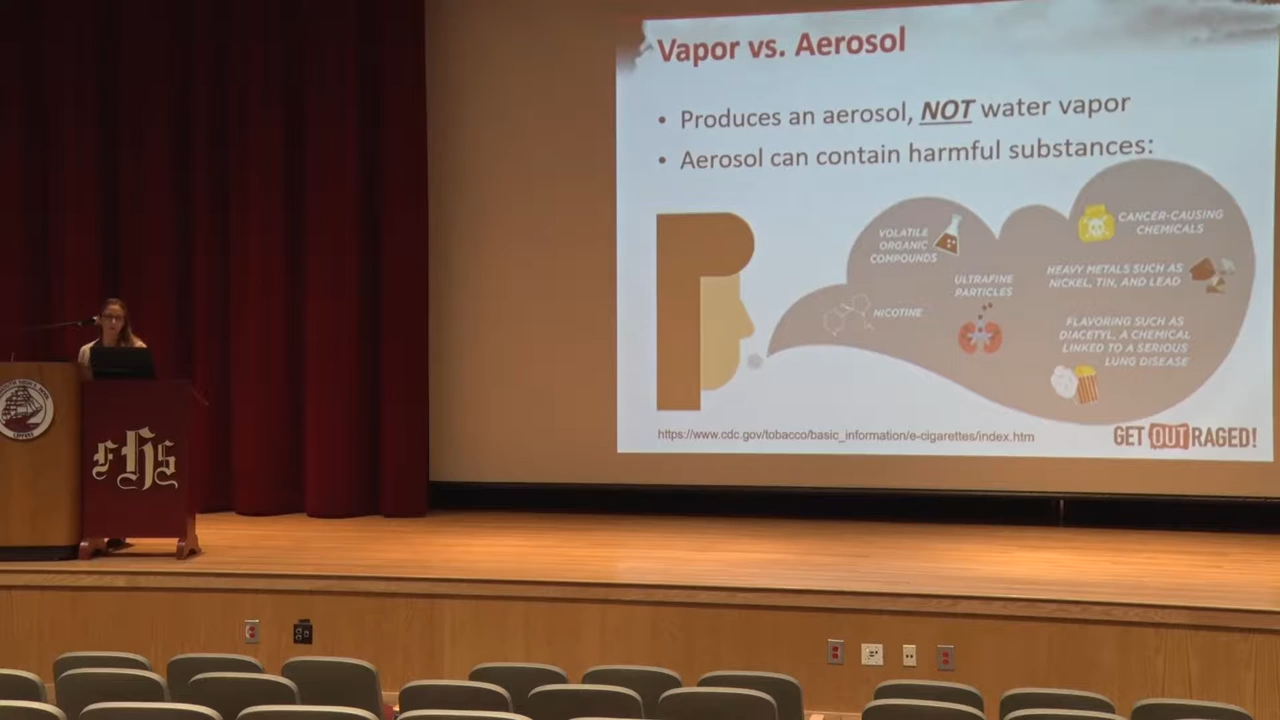 Vapor vs. Aerosol
• Produces an aerosol, NOT water vapor
• Aerosol can contain harmful substances:
VOLATILE
ORGANIC
COMPOUNDS
CANCER-CAUSING
CHEMICALS
ULTRAFINE
PARTICLES
HEAVY METALS SUCH AS
NICKEL, TIN, AND LEAD
NICOTINE
FLAVORING SUCH AS
DIACETYL, A CHEMICAL
LINKED TO A SERIOUS
LUNG DISEASE
https://www.cdc.gov/tobacco/basic_information/e-cigarettes/index.htm
GET OUTRAGED!
FHS
CLIPPERS